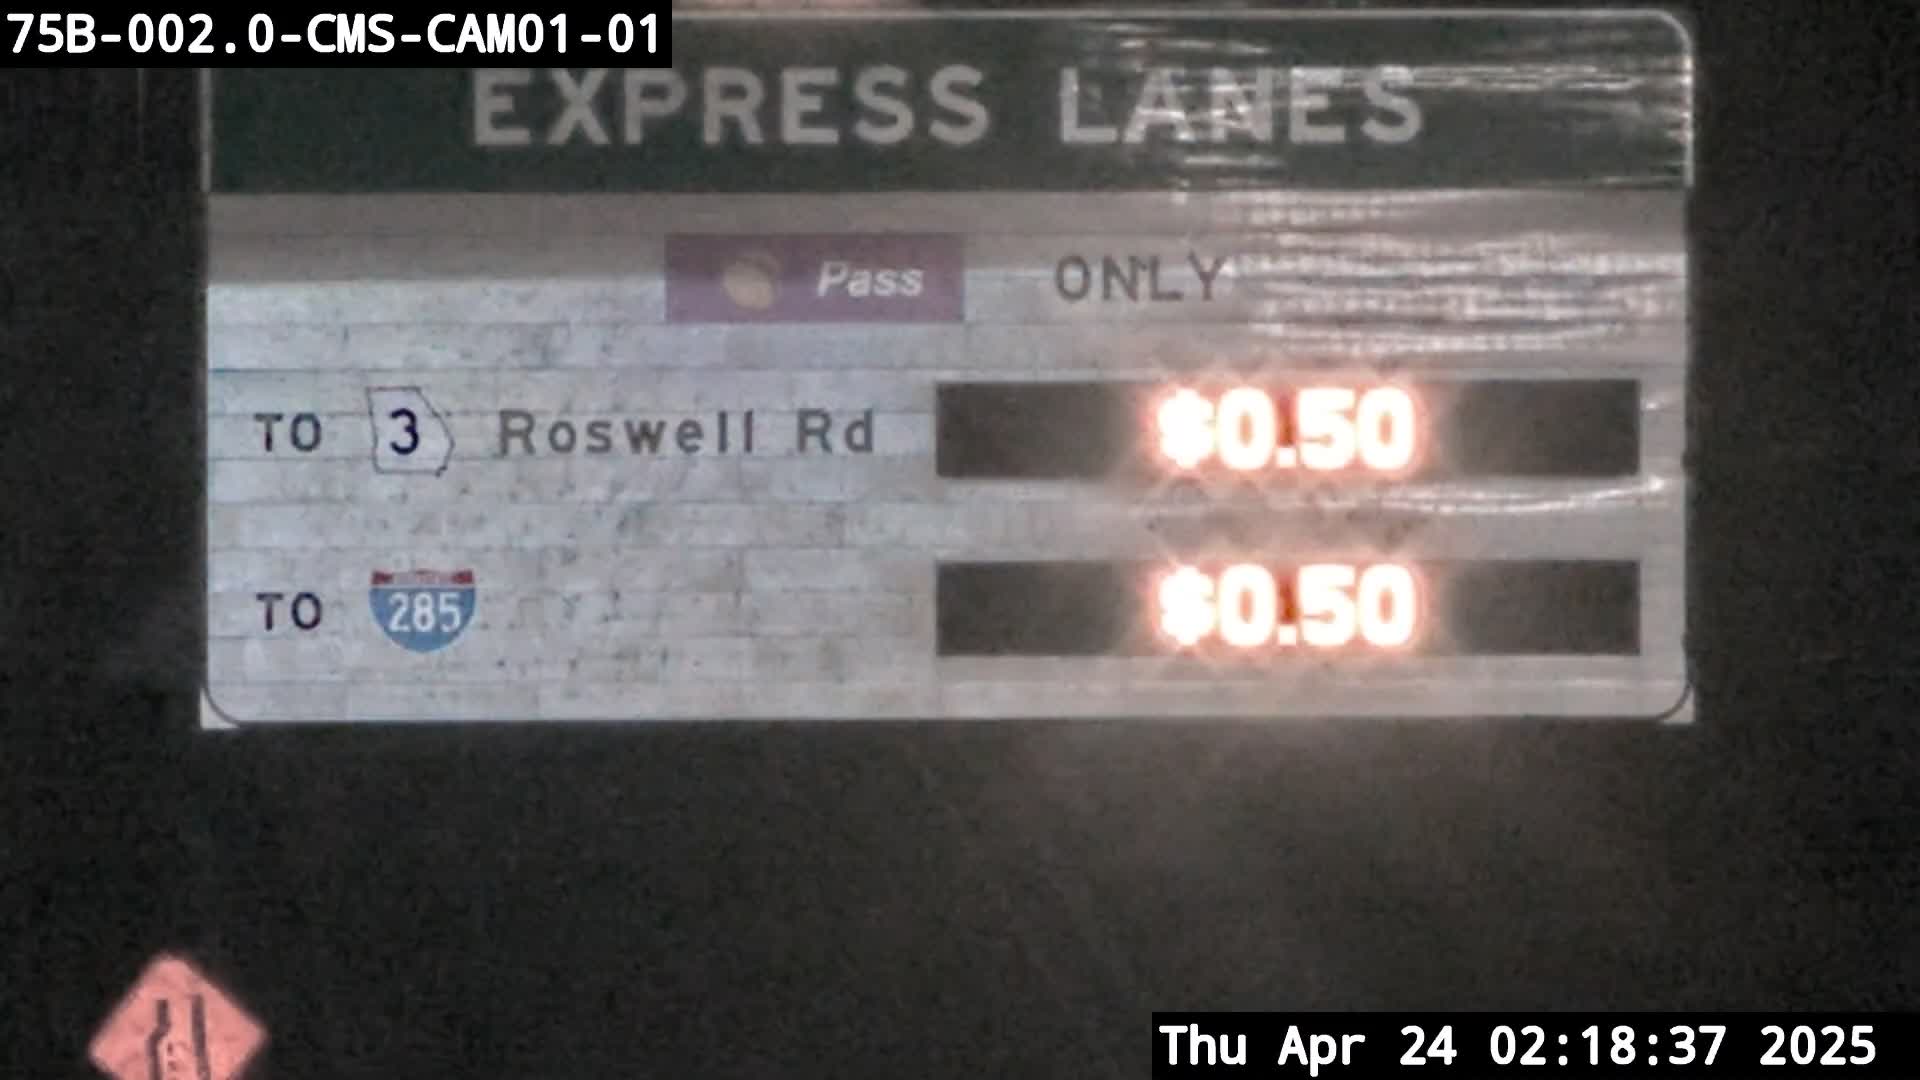 75B-002.0-CMS-CAM01-01
EXPRESS LANES
Pass ONLY
TO 3 Roswell Rd $0.50
TO 285 $0.50
Thu Apr 24 02:18:37 2025